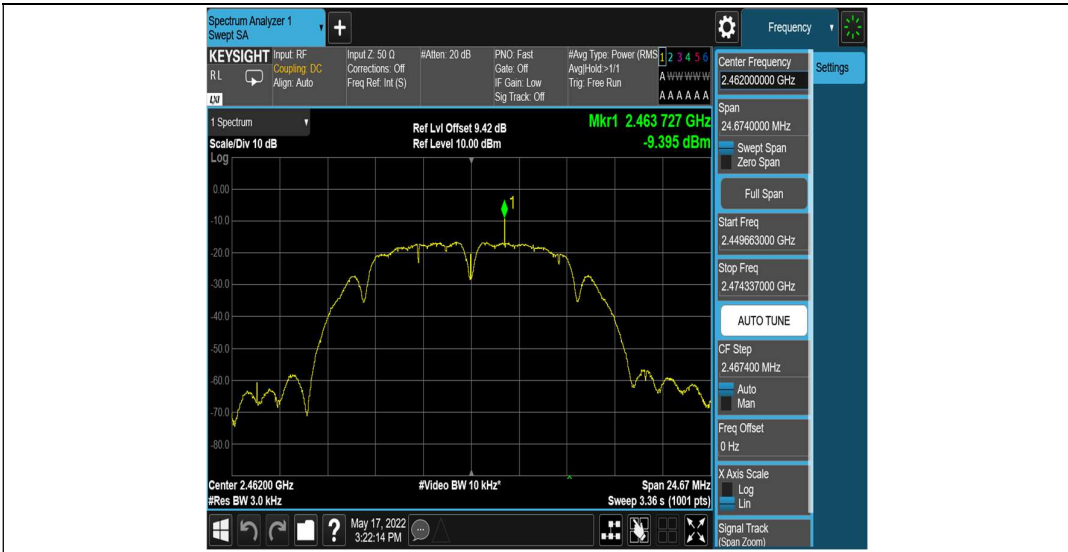 Spectrum Analyzer 1
Swept SA
+
Frequency
KEYSIGHT
RL
LXI
Input: RF
Coupling: DC
Align: Auto
Input Z: 50 Ω
Corrections: Off
Freq Ref: Int (S)
#Atten: 20 dB
PNO: Fast
Gate: Off
IF Gain: Low
Sig Track: Off
#Avg Type: Power (RMS
Avg|Hold:>1/1
Trig: Free Run
1 2 3 4 5 6
A W W W W W
A A A A A A
1 Spectrum
Scale/Div 10 dB
Log
Ref Lvl Offset 9.42 dB
Ref Level 10.00 dBm
Mkr1 2.463 727 GHz
-9.395 dBm
1
0.00
-10.0
-20.0
-30.0
-40.0
-50.0
-60.0
-70.0
-80.0
Center 2.46200 GHz
#Res BW 3.0 kHz
#Video BW 10 kHz*
Span 24.67 MHz
Sweep 3.36 s (1001 pts)
?
May 17, 2022
3:22:14 PM
Center Frequency
2.462000000 GHz
Settings
Span
24.6740000 MHz
Swept Span
Zero Span
Full Span
Start Freq
2.449663000 GHz
Stop Freq
2.474337000 GHz
AUTO TUNE
CF Step
2.467400 MHz
Auto
Man
Freq Offset
0 Hz
X Axis Scale
Log
Lin
Signal Track
(Span Zoom)